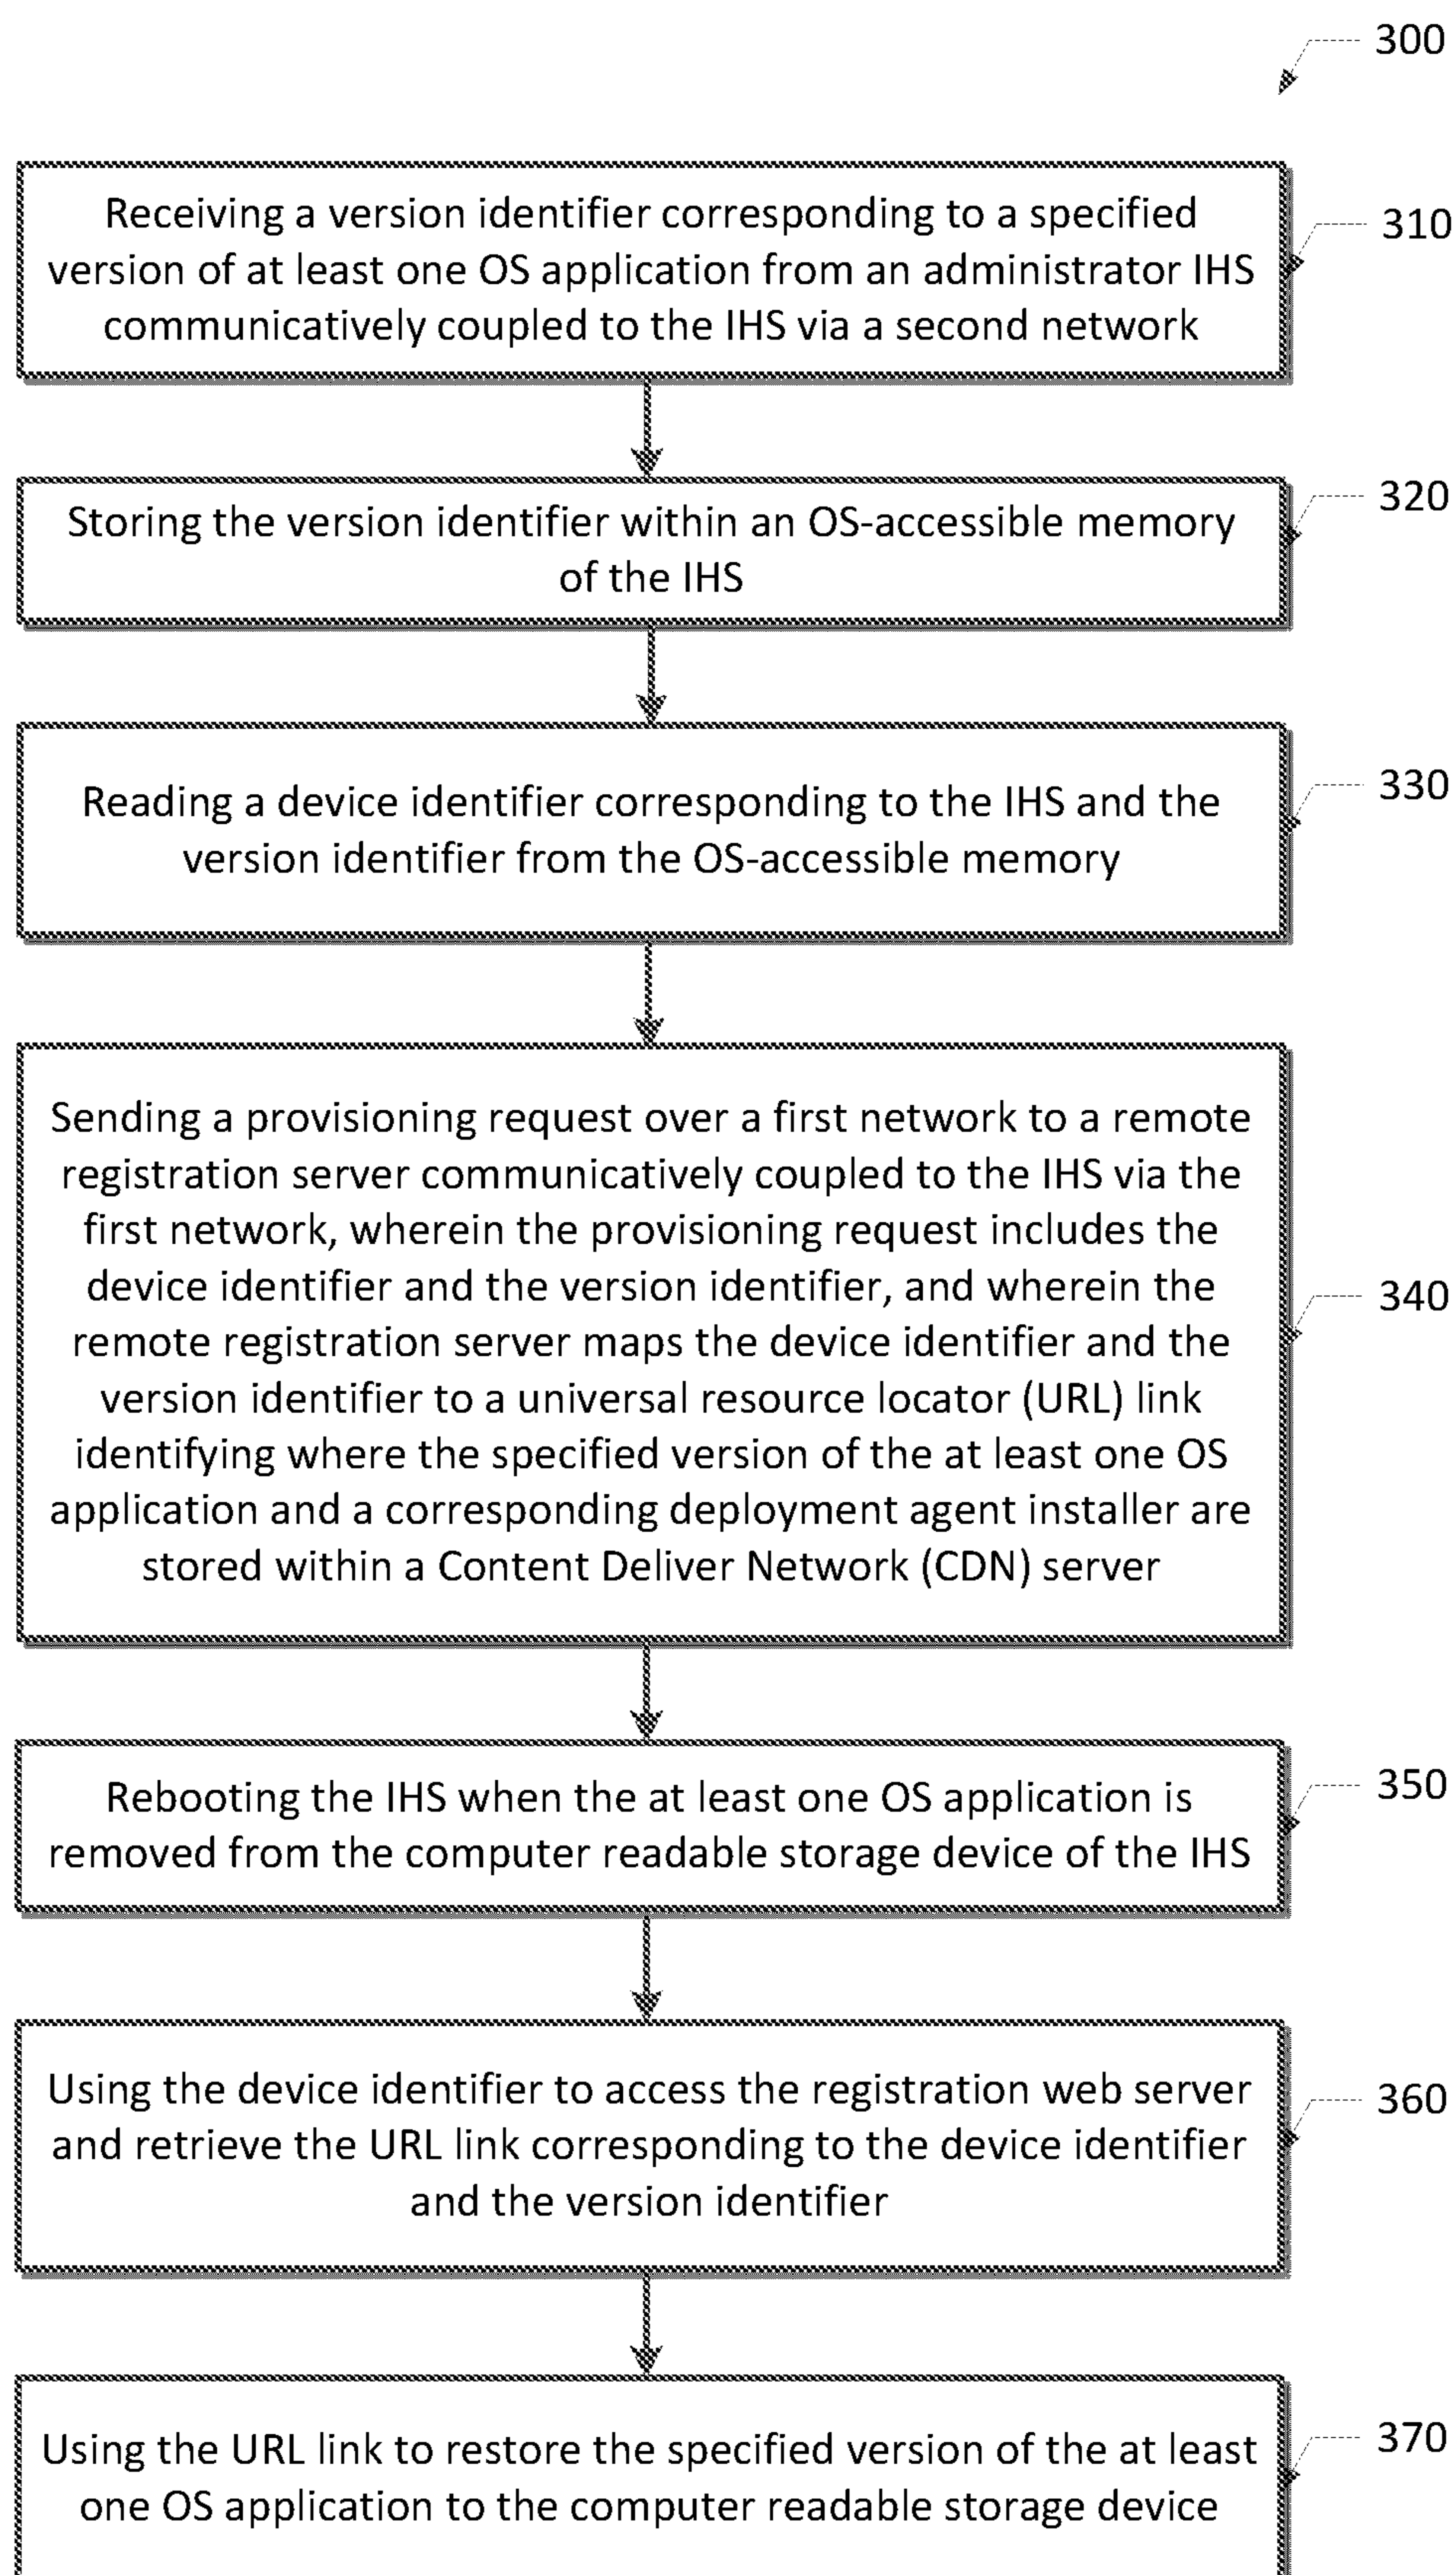 300
Receiving a version identifier corresponding to a specified
version of at least one OS application from an administrator IHS
communicatively coupled to the IHS via a second network
310
Storing the version identifier within an OS-accessible memory
of the IHS
320
Reading a device identifier corresponding to the IHS and the
version identifier from the OS-accessible memory
330
Sending a provisioning request over a first network to a remote
registration server communicatively coupled to the IHS via the
first network, wherein the provisioning request includes the
device identifier and the version identifier, and wherein the
remote registration server maps the device identifier and the
version identifier to a universal resource locator (URL) link
identifying where the specified version of the at least one OS
application and a corresponding deployment agent installer are
stored within a Content Deliver Network (CDN) server
340
Rebooting the IHS when the at least one OS application is
removed from the computer readable storage device of the IHS
350
Using the device identifier to access the registration web server
and retrieve the URL link corresponding to the device identifier
and the version identifier
360
Using the URL link to restore the specified version of the at least
one OS application to the computer readable storage device
370